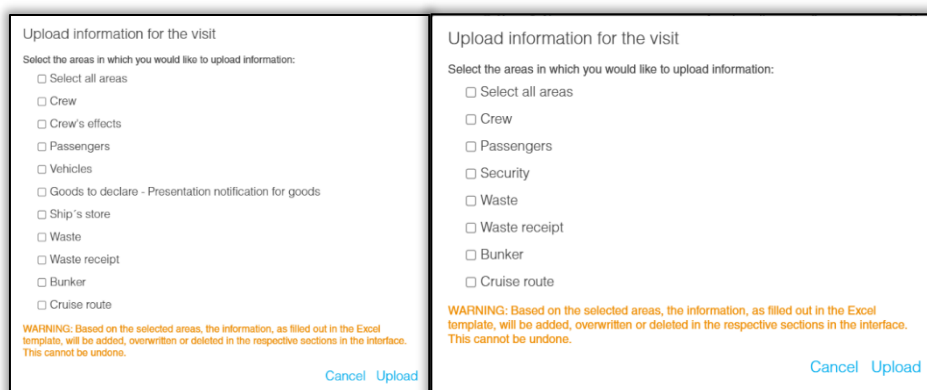 Upload information for the visit
Select the areas in which you would like to upload information:
Select all areas
Crew
Crew's effects
Passengers
Vehicles
Goods to declare - Presentation notification for goods
Ship´s store
Waste
Waste receipt
Bunker
Cruise route
WARNING: Based on the selected areas, the information, as filled out in the Excel
template, will be added, overwritten or deleted in the respective sections in the interface.
This cannot be undone.
Cancel Upload
Upload information for the visit
Select the areas in which you would like to upload information:
Select all areas
Crew
Passengers
Security
Waste
Waste receipt
Bunker
Cruise route
WARNING: Based on the selected areas, the information, as filled out in the Excel
template, will be added, overwritten or deleted in the respective sections in the interface.
This cannot be undone.
Cancel Upload